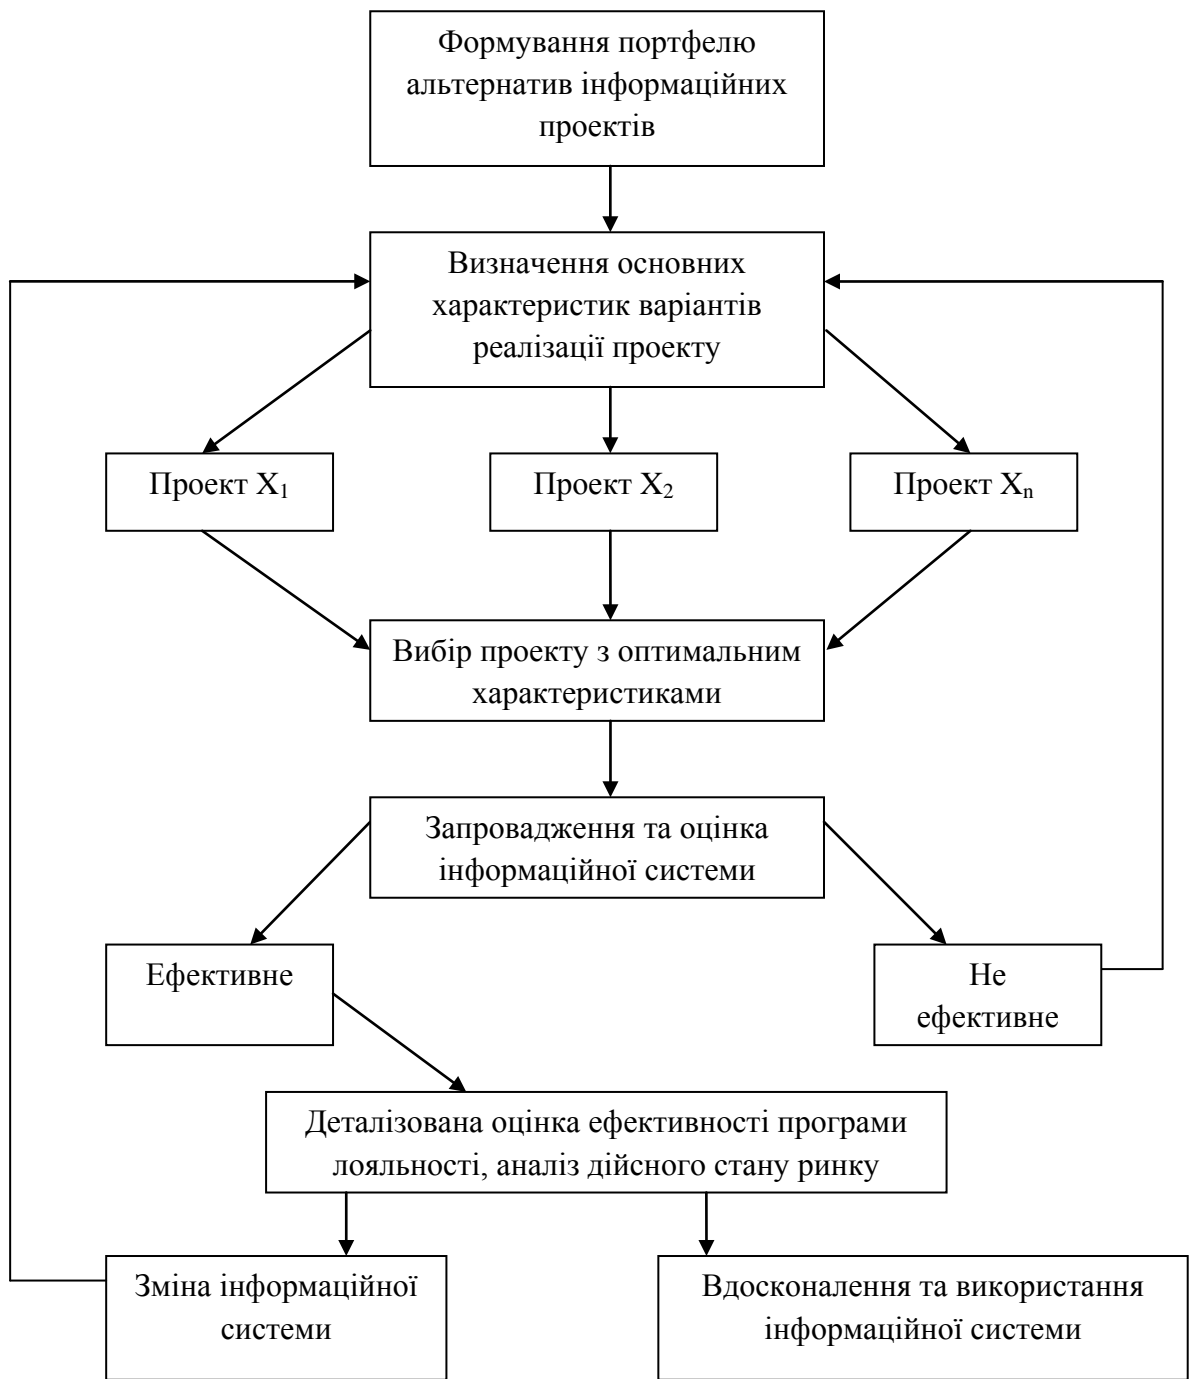 Формування портфелю
альтернатив інформаційних
проектів
Визначення основних
характеристик варіантів
реалізації проекту
Проект X₁
Проект X₂
Проект Xₙ
Вибір проекту з оптимальним
характеристиками
Запровадження та оцінка
інформаційної системи
Ефективне
Не
ефективне
Деталізована оцінка ефективності програми
лояльності, аналіз дійсного стану ринку
Зміна інформаційної
системи
Вдосконалення та використання
інформаційної системи